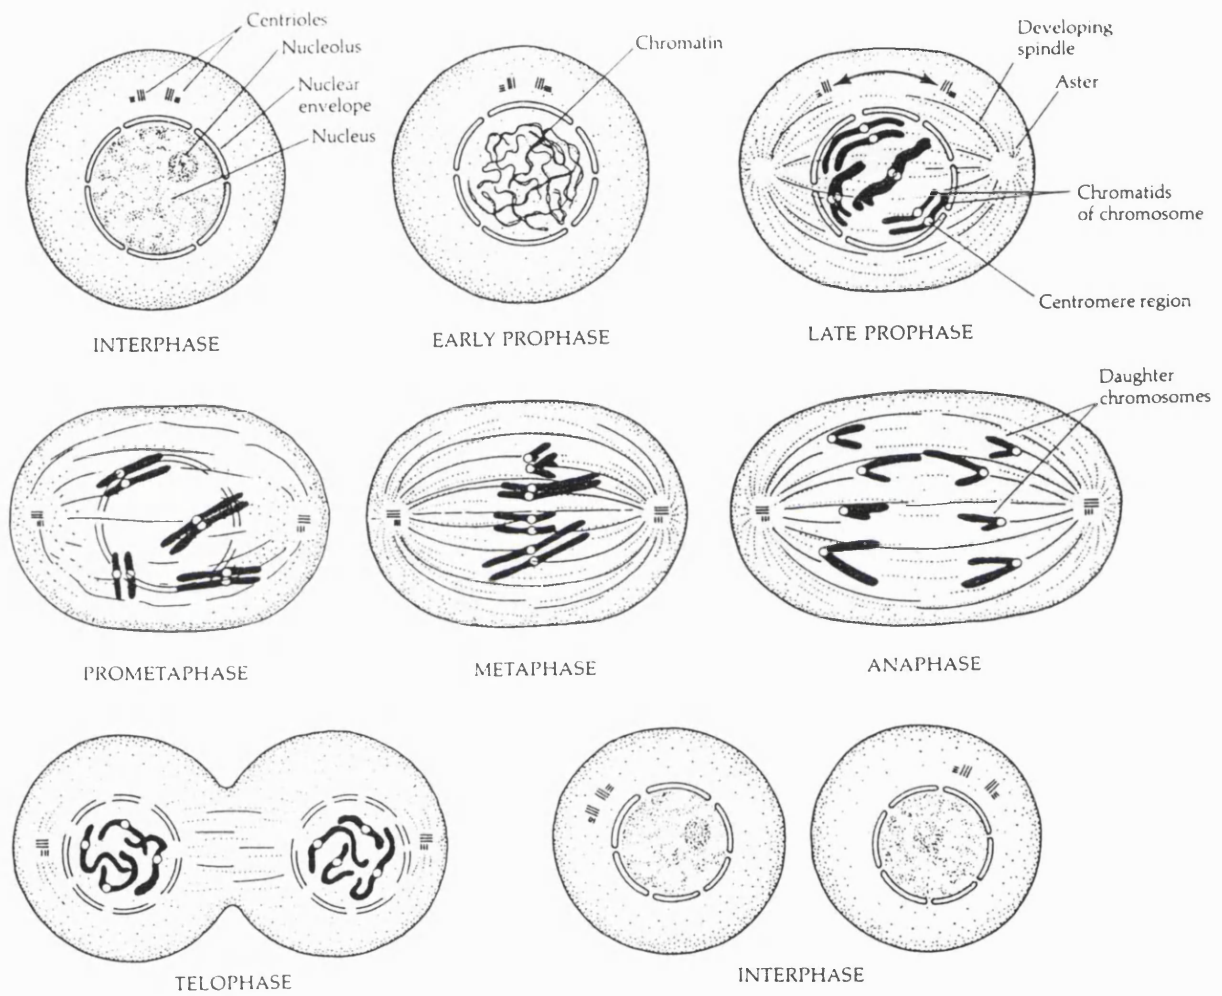 Centrioles
Nucleolus
Nuclear
envelope
Nucleus
Chromatin
Developing
spindle
Aster
Chromatids
of chromosome
Centromere region
INTERPHASE
EARLY PROPHASE
LATE PROPHASE
Daughter
chromosomes
PROMETAPHASE
METAPHASE
ANAPHASE
TELOPHASE
INTERPHASE